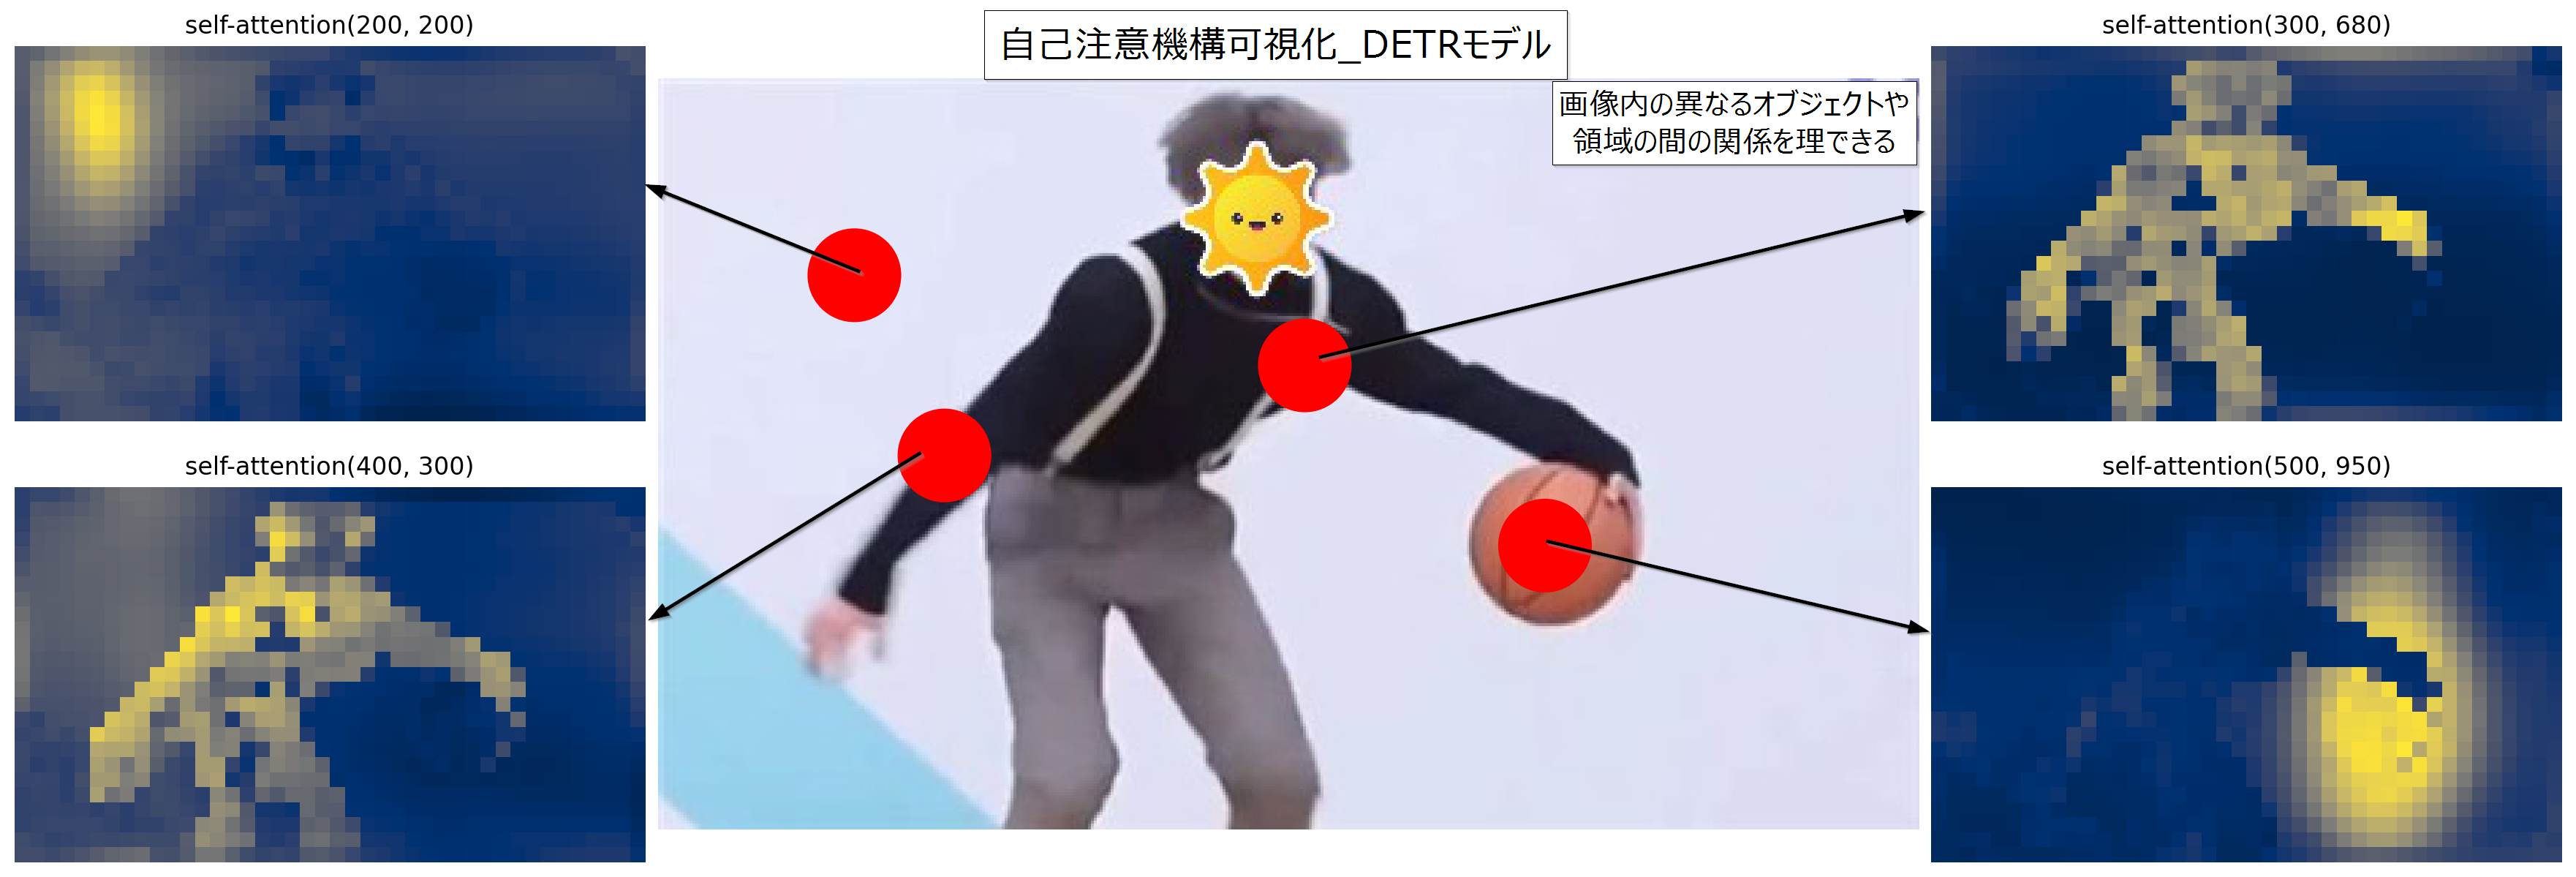 self-attention(200, 200)
自己注意機構可視化_DETRモデル
self-attention(300, 680)
画像内の異なるオブジェクトや
領域の間の関係を理できる
self-attention(400, 300)
self-attention(500, 950)